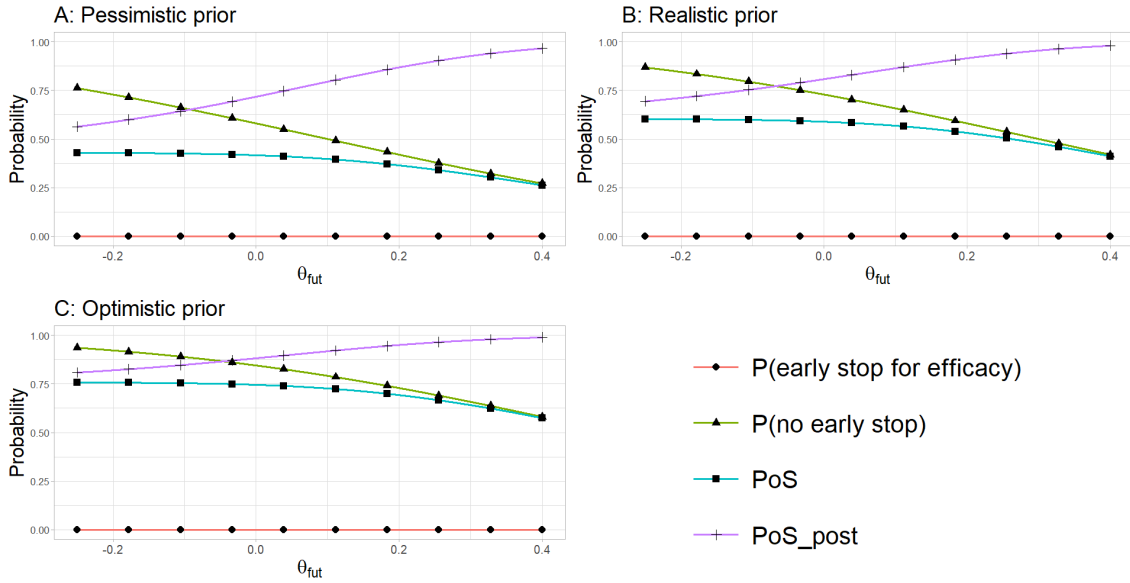 A: Pessimistic prior
Probability
1.00
0.75
0.50
0.25
0.00
-0.2 0.0 0.2 0.4
θfut
B: Realistic prior
Probability
1.00
0.75
0.50
0.25
0.00
-0.2 0.0 0.2 0.4
θfut
C: Optimistic prior
Probability
1.00
0.75
0.50
0.25
0.00
-0.2 0.0 0.2 0.4
θfut
P(early stop for efficacy)
P(no early stop)
PoS
PoS_post